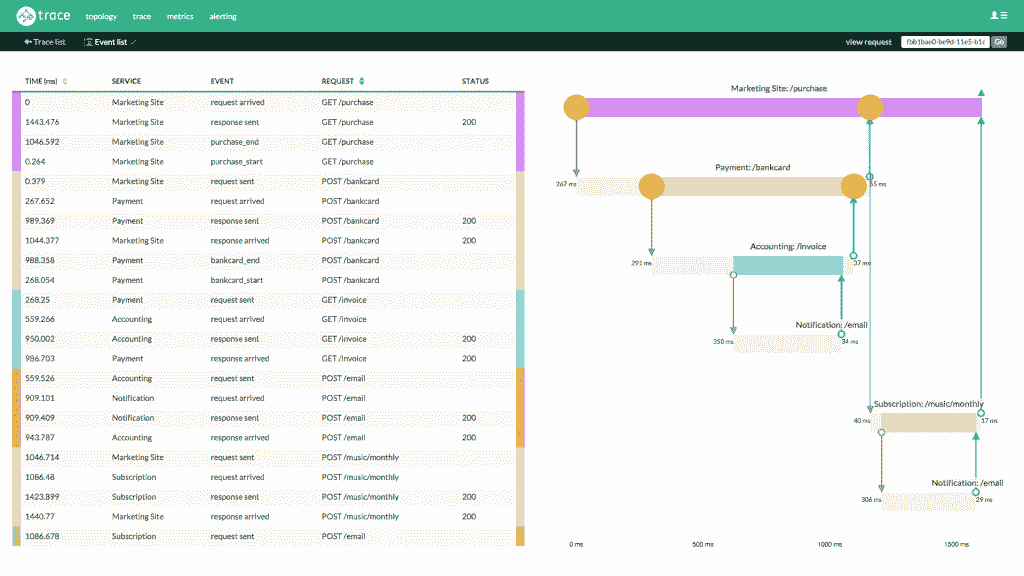 trace topology trace metrics alerting
Trace list Event list view request Go
TIME (ms) SERVICE EVENT REQUEST STATUS
0 Marketing Site request arrived GET /purchase
1443.476 Marketing Site response sent GET /purchase 200
1046.592 Marketing Site purchase_end GET /purchase
0.264 Marketing Site purchase_start GET /purchase
0.379 Marketing Site request sent POST /bankcard
267.652 Payment request arrived POST /bankcard
989.369 Payment response sent POST /bankcard 200
1044.377 Marketing Site response arrived POST /bankcard 200
988.358 Payment bankcard_end POST /bankcard
268.054 Payment bankcard_start POST /bankcard
268.25 Payment request sent GET /invoice
559.266 Accounting request arrived GET /invoice
950.002 Accounting response sent GET /invoice 200
986.703 Payment response arrived GET /invoice 200
559.526 Accounting request sent POST /email
909.101 Notification request arrived POST /email
909.409 Notification response sent POST /email 200
943.787 Accounting response arrived POST /email 200
1046.714 Marketing Site request sent POST /music/monthly
1086.48 Subscription request arrived POST /music/monthly
1423.899 Subscription response sent POST /music/monthly 200
1440.77 Marketing Site response arrived POST /music/monthly 200
1086.678 Subscription request sent POST /email
Marketing Site: /purchase
Payment: /bankcard
267 ms 55 ms
Accounting: /invoice
291 ms 37 ms
Notification: /email
350 ms 34 ms
Subscription: /music/monthly
40 ms 17 ms
Notification: /email
306 ms 29 ms
0 ms 500 ms 1000 ms 1500 ms